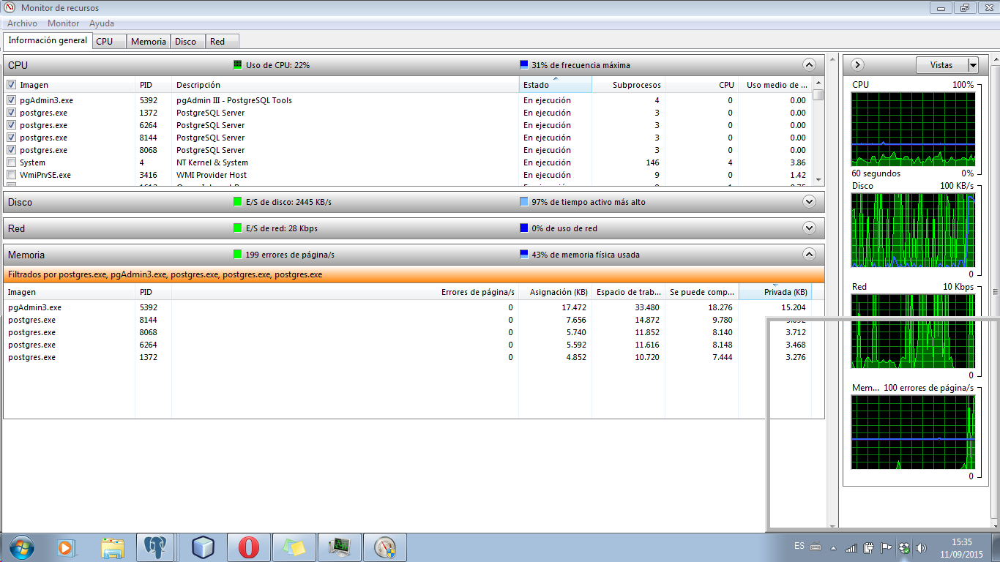 Monitor de recursos
Archivo Monitor Ayuda
Información general CPU Memoria Disco Red
CPU Uso de CPU: 22% 31% de frecuencia máxima
Imagen PID Descripción Estado Subprocesos CPU Uso medio de ...
pgAdmin3.exe 5392 pgAdmin III - PostgreSQL Tools En ejecución 4 0 0.00
postgres.exe 1372 PostgreSQL Server En ejecución 3 0 0.00
postgres.exe 6264 PostgreSQL Server En ejecución 3 0 0.00
postgres.exe 8144 PostgreSQL Server En ejecución 3 0 0.00
postgres.exe 8068 PostgreSQL Server En ejecución 3 0 0.00
System 4 NT Kernel & System En ejecución 146 4 3.86
WmiPrvSE.exe 3416 WMI Provider Host En ejecución 9 0 1.42
Disco E/S de disco: 2445 KB/s 97% de tiempo activo más alto
Red E/S de red: 28 Kbps 0% de uso de red
Memoria 199 errores de página/s 43% de memoria física usada
Filtrados por postgres.exe, pgAdmin3.exe, postgres.exe, postgres.exe, postgres.exe
Imagen PID Errores de página/s Asignación (KB) Espacio de trab... Se puede comp... Privada (KB)
pgAdmin3.exe 5392 0 17.472 33.480 18.276 15.204
postgres.exe 8144 0 7.656 14.872 9.780
postgres.exe 8068 0 5.740 11.852 8.140 3.712
postgres.exe 6264 0 5.592 11.616 8.148 3.468
postgres.exe 1372 0 4.852 10.720 7.444 3.276
Vistas
CPU 100%
60 segundos 0%
Disco 100 KB/s
0
Red 10 Kbps
0
Mem... 100 errores de página/s
0
ES
15:35
11/09/2015